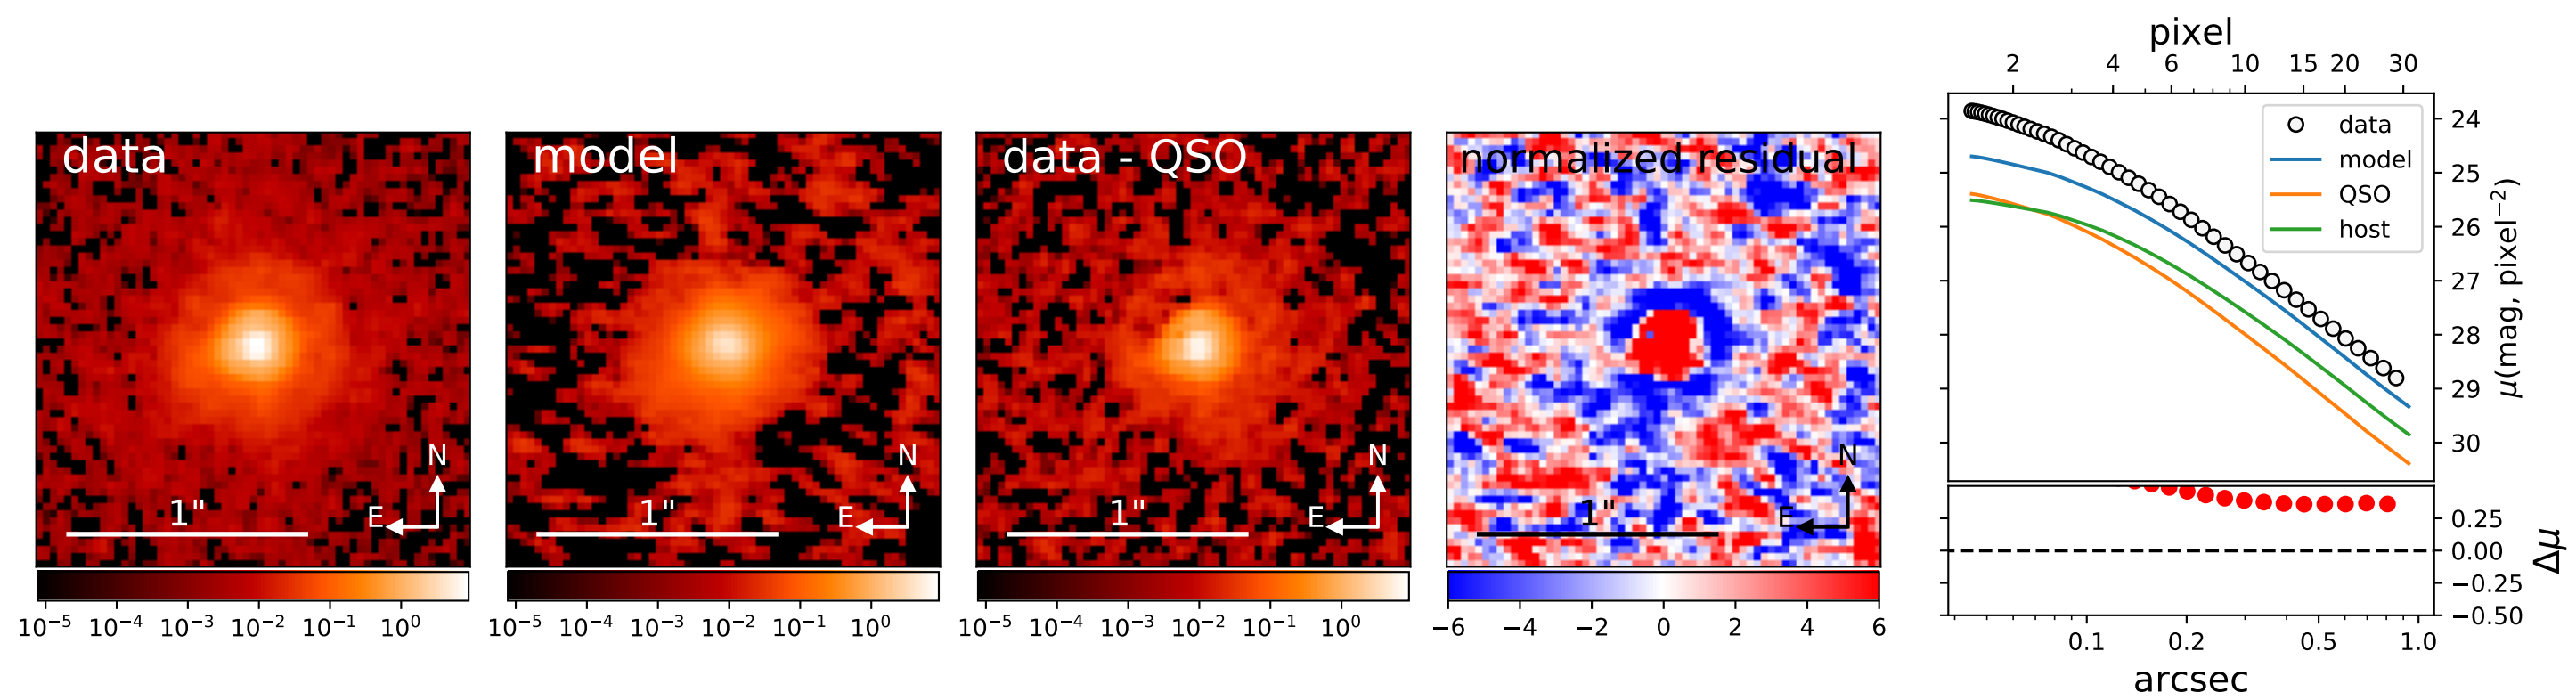 data
1"
N
E
10⁻⁵ 10⁻⁴ 10⁻³ 10⁻² 10⁻¹ 10⁰
model
1"
N
E
10⁻⁵ 10⁻⁴ 10⁻³ 10⁻² 10⁻¹ 10⁰
data - QSO
1"
N
E
10⁻⁵ 10⁻⁴ 10⁻³ 10⁻² 10⁻¹ 10⁰
normalized residual
1"
N
E
−6 −4 −2 0 2 4 6
pixel
2 4 6 10 15 20 30
data
model
QSO
host
24
25
26
27
28
29
30
μ(mag, pixel⁻²)
0.25
0.00
−0.25
−0.50
Δμ
0.1 0.2 0.5 1.0
arcsec